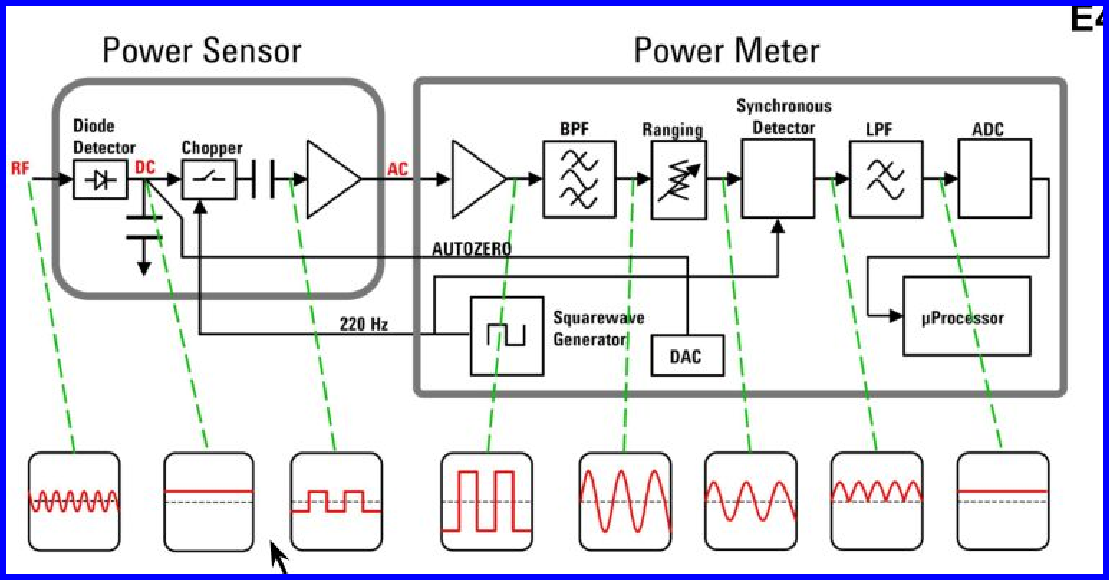 E4
Power Sensor
Power Meter
Diode
Detector
Chopper
RF
DC
AC
BPF
Ranging
Synchronous
Detector
LPF
ADC
AUTOZERO
220 Hz
Squarewave
Generator
DAC
µProcessor